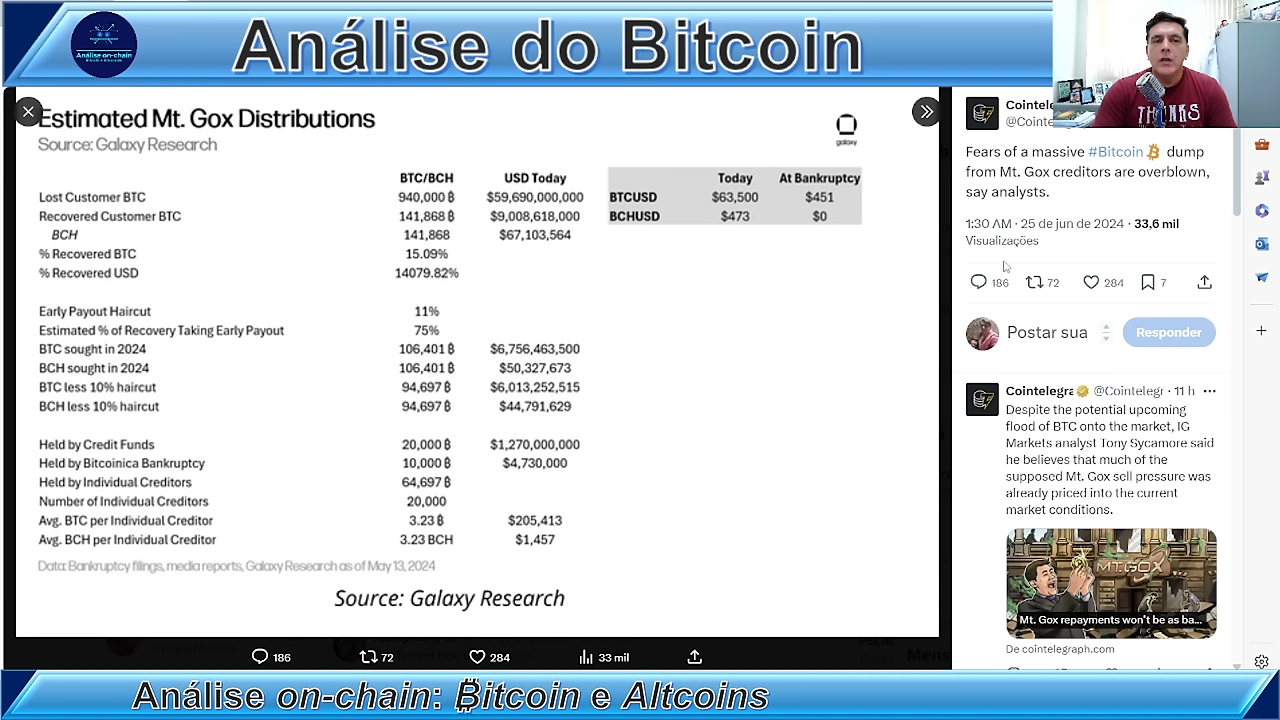 Análise do Bitcoin
Análise on-chain
THINKS
Estimated Mt. Gox Distributions
Source: Galaxy Research
galaxy
BTC/BCH USD Today
Lost Customer BTC 940,000 ₿ $59,690,000,000
Recovered Customer BTC 141,868 ₿ $9,008,618,000
BCH 141,868 $67,103,564
% Recovered BTC 15.09%
% Recovered USD 14079.82%
Today At Bankruptcy
BTCUSD $63,500 $451
BCHUSD $473 $0
Early Payout Haircut 11%
Estimated % of Recovery Taking Early Payout 75%
BTC sought in 2024 106,401 ₿ $6,756,463,500
BCH sought in 2024 106,401 ₿ $50,327,673
BTC less 10% haircut 94,697 ₿ $6,013,252,515
BCH less 10% haircut 94,697 ₿ $44,791,629
Held by Credit Funds 20,000 ₿ $1,270,000,000
Held by Bitcoinica Bankruptcy 10,000 ₿ $4,730,000
Held by Individual Creditors 64,697 ₿
Number of Individual Creditors 20,000
Avg. BTC per Individual Creditor 3.23 ₿ $205,413
Avg. BCH per Individual Creditor 3.23 BCH $1,457
Data: Bankruptcy filings, media reports, Galaxy Research as of May 13, 2024
Source: Galaxy Research
186 72 284 33 mil
Cointele
@Cointe
Fears of a massive #Bitcoin dump
from Mt. Gox creditors are overblown,
say analysts.
1:30 AM · 25 de jun de 2024 · 33,6 mil
Visualizações
186 72 284 7
Postar sua Responder
Cointelegra @Cointelegr · 11 h
Despite the potential upcoming
flood of BTC onto the market, IG
Markets analyst Tony Sycamore said
he believes that much of the
supposed Mt. Gox sell pressure was
already priced into the current
market conditions.
MT.GOX
Mt. Gox repayments won't be as ba...
De cointelegraph.com
Análise on-chain: ₿itcoin e Altcoins